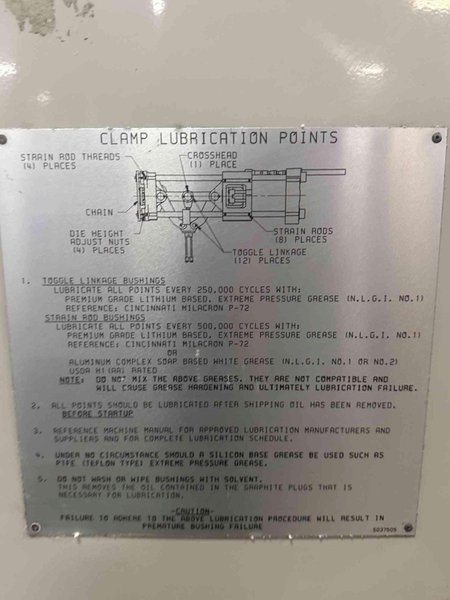 CLAMP LUBRICATION POINTS
STRAIN ROD THREADS
(4) PLACES
CROSSHEAD
(1) PLACE
CHAIN
DIE HEIGHT
ADJUST NUTS
(4) PLACES
STRAIN RODS
(8) PLACES
TOGGLE LINKAGE
(12) PLACES
1. TOGGLE LINKAGE BUSHINGS
LUBRICATE ALL POINTS EVERY 250,000 CYCLES WITH:
PREMIUM GRADE LITHIUM BASED, EXTREME PRESSURE GREASE (N.L.G.I. NO.1)
REFERENCE: CINCINNATI MILACRON P-72
STRAIN ROD BUSHINGS
LUBRICATE ALL POINTS EVERY 500,000 CYCLES WITH:
PREMIUM GRADE LITHIUM BASED, EXTREME PRESSURE GREASE (N.L.G.I. NO.1)
REFERENCE: CINCINNATI MILACRON P-72
OR
ALUMINUM COMPLEX SOAP BASED WHITE GREASE (N.L.G.I. NO.1 OR NO.2)
USDA H1 (AA) RATED
NOTE: DO NOT MIX THE ABOVE GREASES. THEY ARE NOT COMPATIBLE AND
WILL CAUSE GREASE HARDENING AND ULTIMATELY LUBRICATION FAILURE.
2. ALL POINTS SHOULD BE LUBRICATED AFTER SHIPPING OIL HAS BEEN REMOVED.
BEFORE STARTUP
3. REFERENCE MACHINE MANUAL FOR APPROVED LUBRICATION MANUFACTURERS AND
SUPPLIERS AND FOR COMPLETE LUBRICATION SCHEDULE.
4. UNDER NO CIRCUMSTANCE SHOULD A SILICON BASE GREASE BE USED SUCH AS
PTFE (TEFLON TYPE) EXTREME PRESSURE GREASE.
5. DO NOT WASH OR WIPE BUSHINGS WITH SOLVENT.
THIS REMOVES THE OIL CONTAINED IN THE GRAPHITE PLUGS THAT IS
NECESSARY FOR LUBRICATION.
-CAUTION-
FAILURE TO ADHERE TO THE ABOVE LUBRICATION PROCEDURE WILL RESULT IN
PREMATURE BUSHING FAILURE
5037505